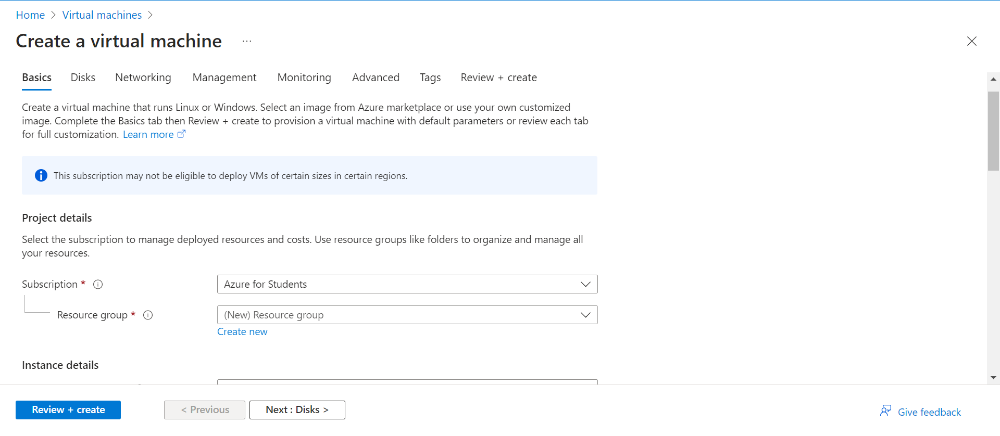 Home > Virtual machines >
Create a virtual machine ...
Basics Disks Networking Management Monitoring Advanced Tags Review + create
Create a virtual machine that runs Linux or Windows. Select an image from Azure marketplace or use your own customized
image. Complete the Basics tab then Review + create to provision a virtual machine with default parameters or review each tab
for full customization. Learn more
This subscription may not be eligible to deploy VMs of certain sizes in certain regions.
Project details
Select the subscription to manage deployed resources and costs. Use resource groups like folders to organize and manage all
your resources.
Subscription * Azure for Students
Resource group * (New) Resource group
Create new
Instance details
Review + create < Previous Next : Disks > Give feedback